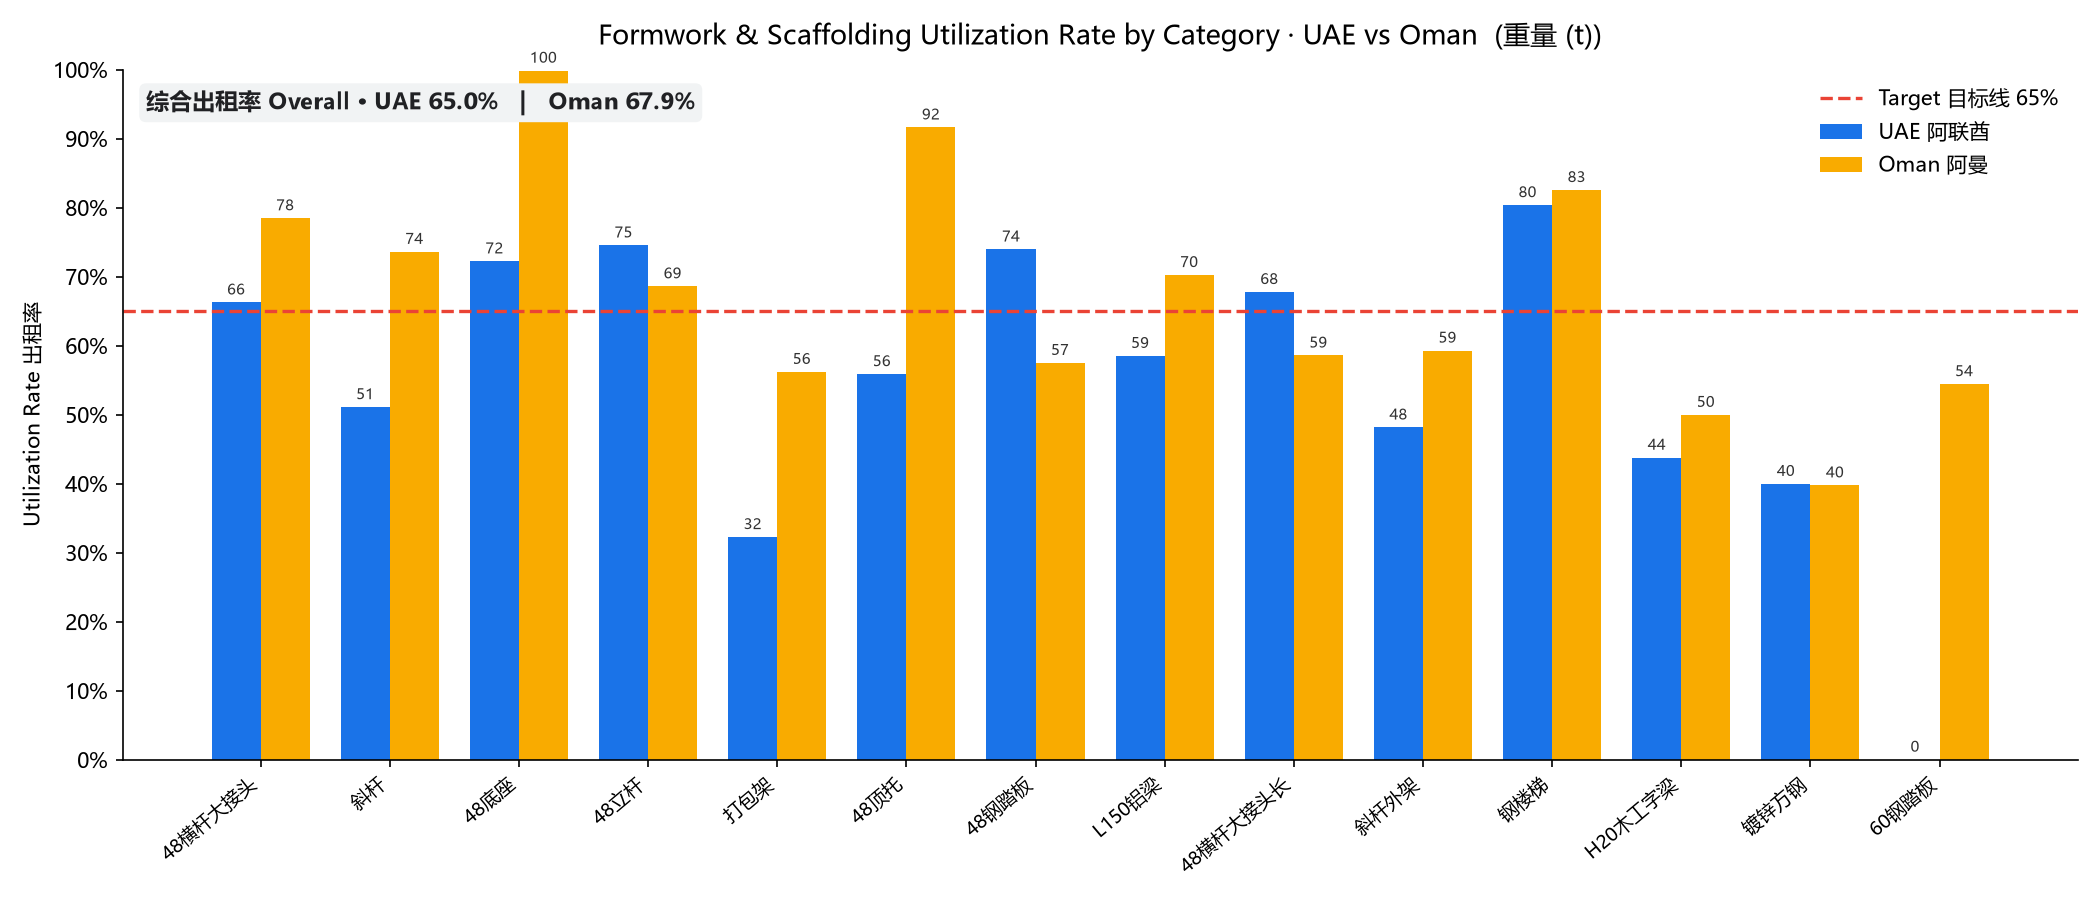 Formwork & Scaffolding Utilization Rate by Category · UAE vs Oman (重量 (t))
综合出租率 Overall • UAE 65.0% | Oman 67.9%
Target 目标线 65%
UAE 阿联酋
Oman 阿曼
Utilization Rate 出租率
100%
90%
80%
70%
60%
50%
40%
30%
20%
10%
0%
66 78
51 74
72 100
75 69
32 56
56 92
74 57
59 70
68 59
48 59
80 83
44 50
40 40
0 54
48横杆大接头
斜杆
48底座
48立杆
打包架
48顶托
48钢踏板
L150铝梁
48横杆大接头长
斜杆外架
钢楼梯
H20木工字梁
镀锌方钢
60钢踏板